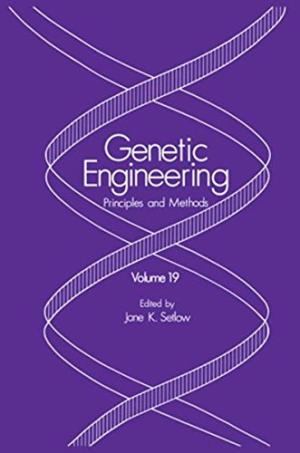 Genetic
Engineering
Principles and Methods
Volume 19
Edited by
Jane K. Setlow